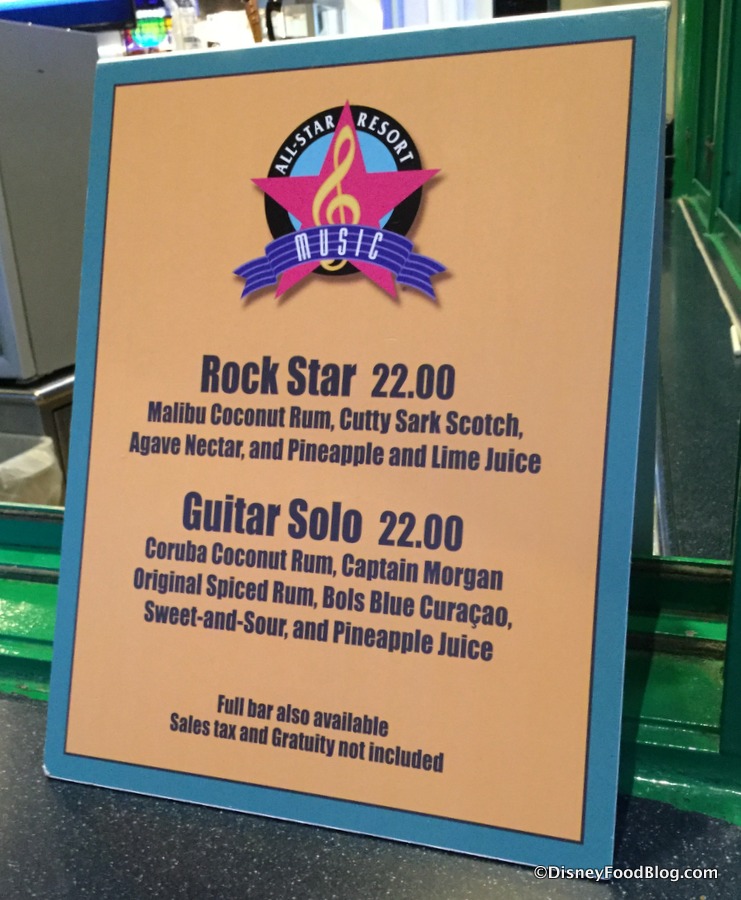 ALL-STAR RESORT
MUSIC
Rock Star 22.00
Malibu Coconut Rum, Cutty Sark Scotch,
Agave Nectar, and Pineapple and Lime Juice
Guitar Solo 22.00
Coruba Coconut Rum, Captain Morgan
Original Spiced Rum, Bols Blue Curaçao,
Sweet-and-Sour, and Pineapple Juice
Full bar also available
Sales tax and Gratuity not included
©DisneyFoodBlog.com